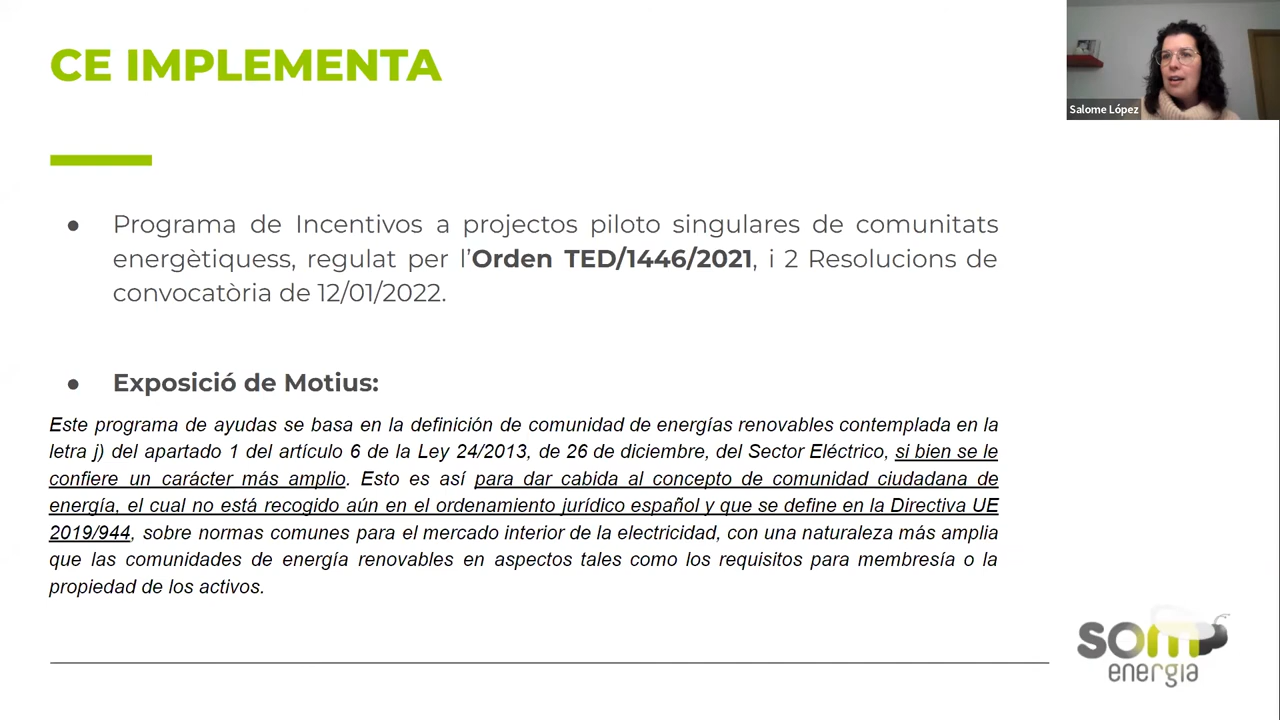 CE IMPLEMENTA
Salome López
● Programa de Incentivos a projectos piloto singulares de comunitats
energètiquess, regulat per l’Orden TED/1446/2021, i 2 Resolucions de
convocatòria de 12/01/2022.
● Exposició de Motius:
Este programa de ayudas se basa en la definición de comunidad de energías renovables contemplada en la
letra j) del apartado 1 del artículo 6 de la Ley 24/2013, de 26 de diciembre, del Sector Eléctrico, si bien se le
confiere un carácter más amplio. Esto es así para dar cabida al concepto de comunidad ciudadana de
energía, el cual no está recogido aún en el ordenamiento jurídico español y que se define en la Directiva UE
2019/944, sobre normas comunes para el mercado interior de la electricidad, con una naturaleza más amplia
que las comunidades de energía renovables en aspectos tales como los requisitos para membresía o la
propiedad de los activos.
som
energia